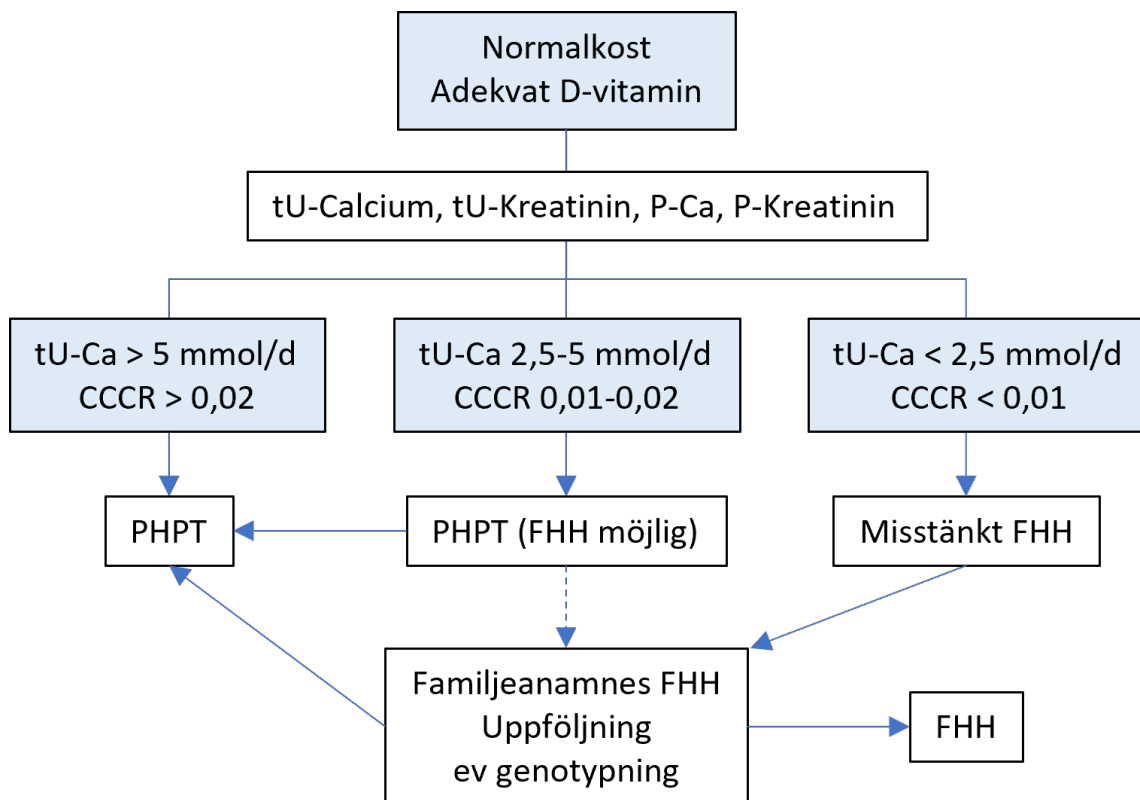 Normalkost
Adekvat D-vitamin
tU-Calcium, tU-Kreatinin, P-Ca, P-Kreatinin
tU-Ca > 5 mmol/d
CCCR > 0,02
tU-Ca 2,5-5 mmol/d
CCCR 0,01-0,02
tU-Ca < 2,5 mmol/d
CCCR < 0,01
PHPT
PHPT (FHH möjlig)
Misstänkt FHH
Familjeanamnes FHH
Uppföljning
ev genotypning
FHH